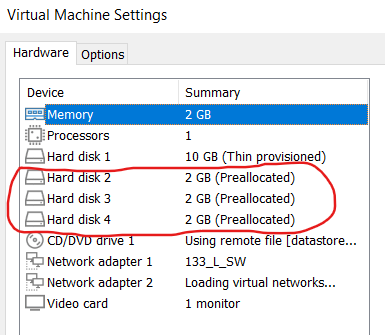 Virtual Machine Settings
Hardware Options
Device Summary
Memory 2 GB
Processors 1
Hard disk 1 10 GB (Thin provisioned)
Hard disk 2 2 GB (Preallocated)
Hard disk 3 2 GB (Preallocated)
Hard disk 4 2 GB (Preallocated)
CD/DVD drive 1 Using remote file [datastore...
Network adapter 1 133_L_SW
Network adapter 2 Loading virtual networks...
Video card 1 monitor